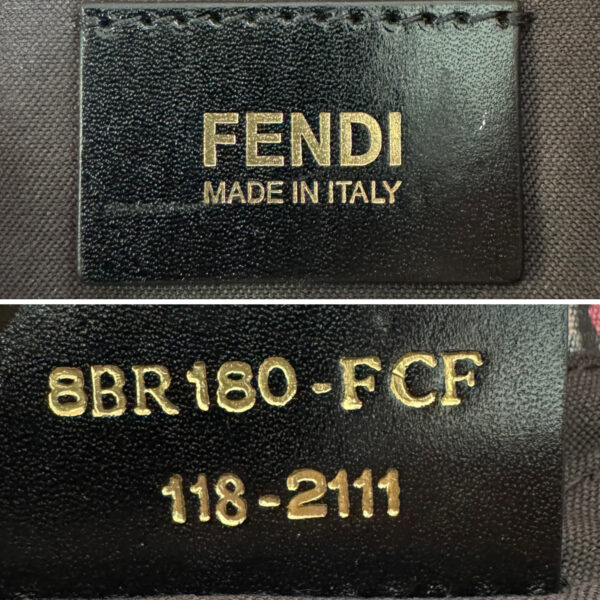 FENDI
MADE IN ITALY
8BR180-FCF
118-2111